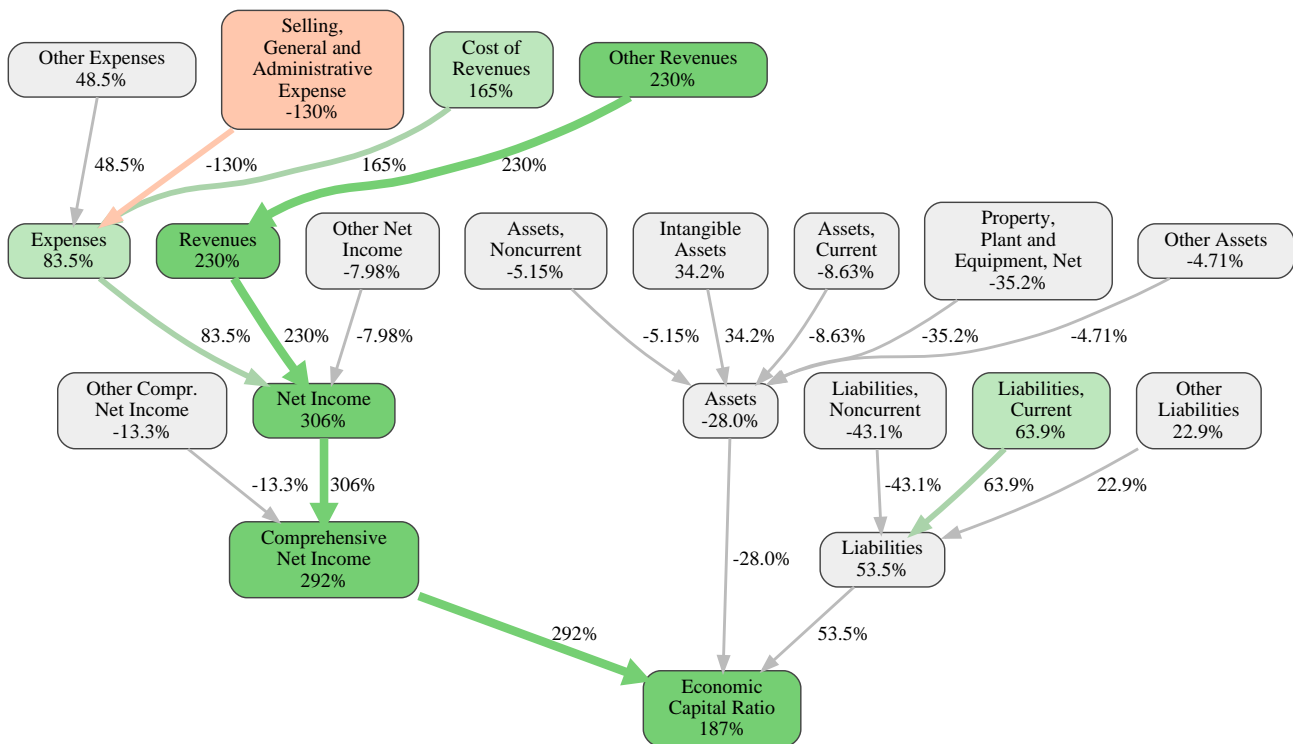 Other Expenses
48.5%
Selling,
General and
Administrative
Expense
-130%
Cost of
Revenues
165%
Other Revenues
230%
48.5%
-130%
165%
230%
Expenses
83.5%
Revenues
230%
Other Net
Income
-7.98%
Assets,
Noncurrent
-5.15%
Intangible
Assets
34.2%
Assets,
Current
-8.63%
Property,
Plant and
Equipment, Net
-35.2%
Other Assets
-4.71%
83.5%
230%
-7.98%
-5.15%
34.2%
-8.63%
-35.2%
-4.71%
Other Compr.
Net Income
-13.3%
Net Income
306%
Assets
-28.0%
Liabilities,
Noncurrent
-43.1%
Liabilities,
Current
63.9%
Other
Liabilities
22.9%
-13.3%
306%
-43.1%
63.9%
22.9%
Comprehensive
Net Income
292%
-28.0%
Liabilities
53.5%
292%
53.5%
Economic
Capital Ratio
187%